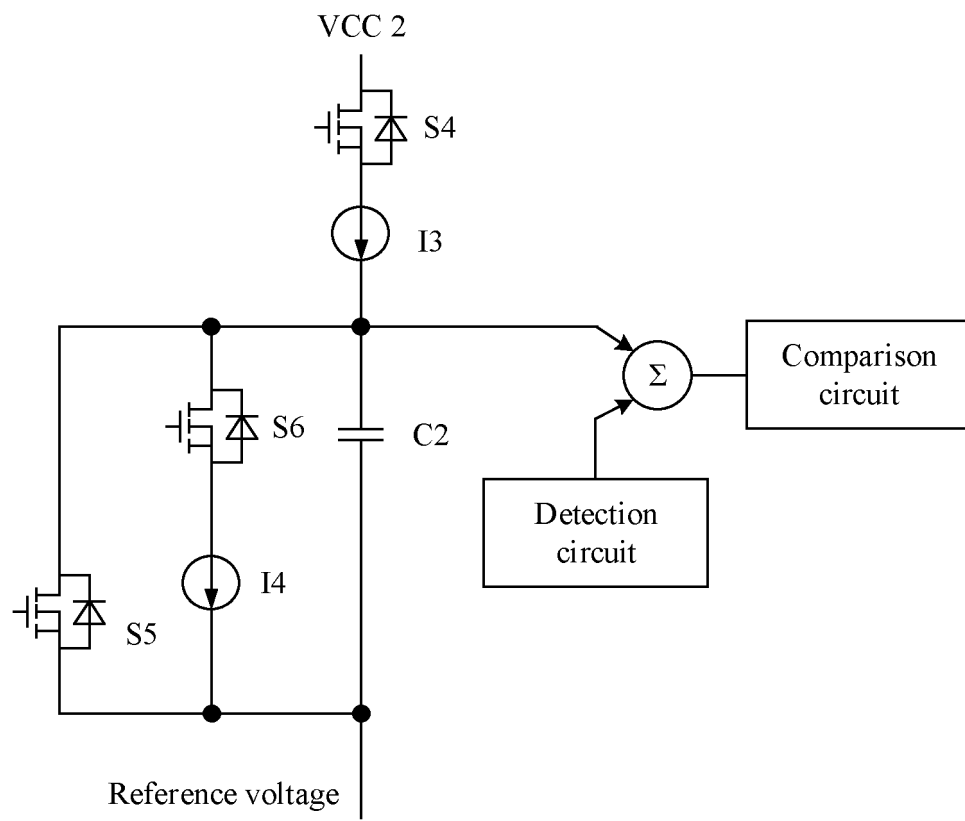 VCC 2
S4
I3
Comparison
circuit
Σ
S6
C2
Detection
circuit
I4
S5
Reference voltage